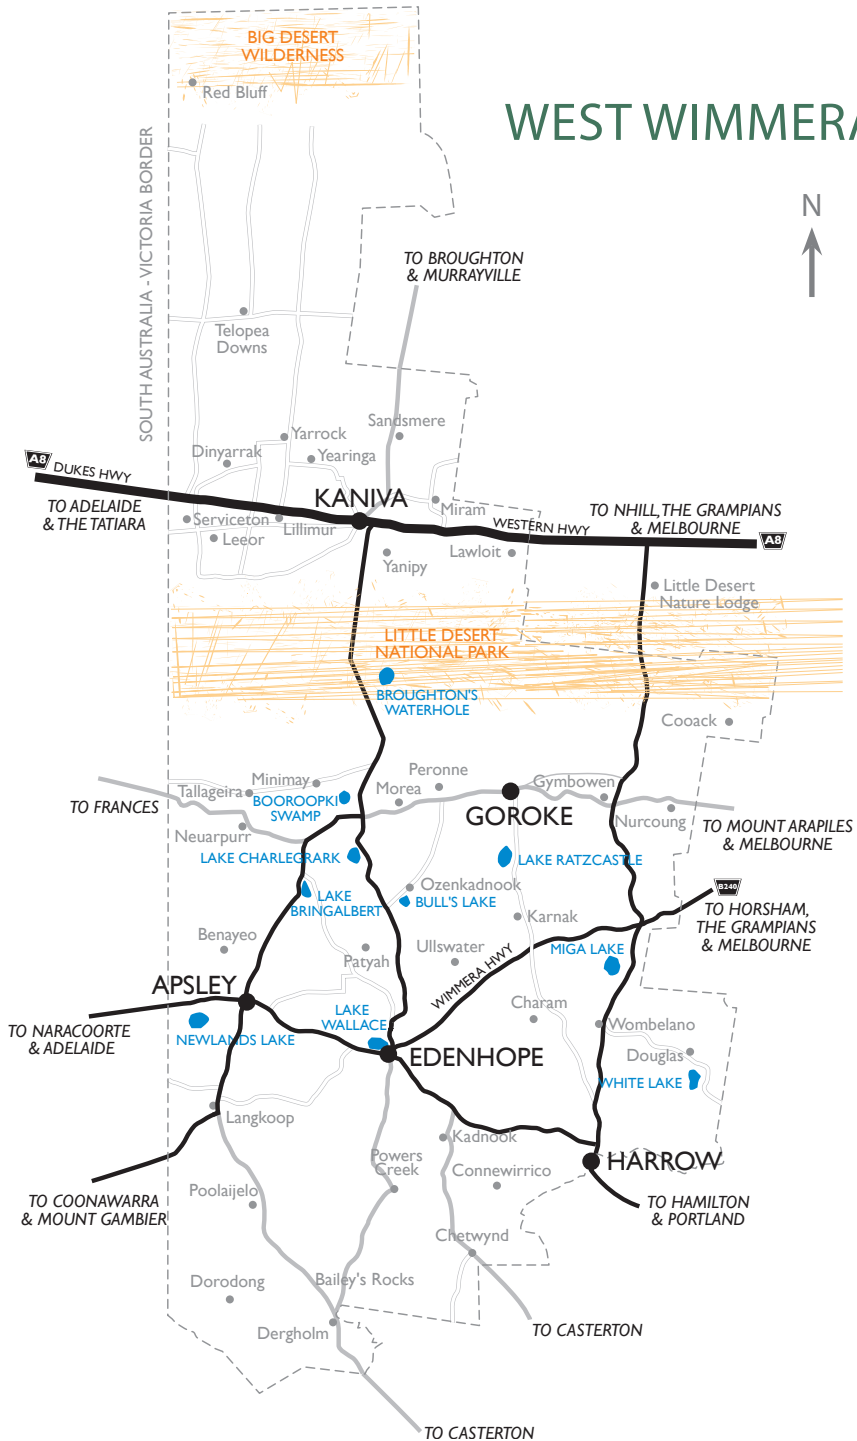 BIG DESERT
WILDERNESS
Red Bluff
WEST WIMMERA
N
SOUTH AUSTRALIA - VICTORIA BORDER
TO BROUGHTON
& MURRAYVILLE
Telopea
Downs
Sandsmere
Yarrock
Dinyarrak
Yearinga
A8
DUKES HWY
KANIVA
TO ADELAIDE
& THE TATIARA
Miram
TO NHILL, THE GRAMPIANS
& MELBOURNE
Serviceton
Lillimur
WESTERN HWY
A8
Leeor
Yanipy
Lawloit
Little Desert
Nature Lodge
LITTLE DESERT
NATIONAL PARK
BROUGHTON'S
WATERHOLE
Cooack
Peronne
Minimay
Gymbowen
Tallageira
Morea
TO FRANCES
BOOROOPKI
SWAMP
GOROKE
Nurcoung
Neuarpurr
TO MOUNT ARAPILES
& MELBOURNE
LAKE CHARLEGRARK
LAKE RATZCASTLE
Ozenkadnook
B240
LAKE
BRINGALBERT
BULL'S LAKE
Karnak
TO HORSHAM,
THE GRAMPIANS
& MELBOURNE
Benayeo
Ullswater
MIGA LAKE
Patyah
WIMMERA HWY
APSLEY
LAKE
WALLACE
Charam
TO NARACOORTE
& ADELAIDE
NEWLANDS LAKE
Wombelano
EDENHOPE
Douglas
WHITE LAKE
Langkoop
Kadnook
Powers
Creek
HARROW
Connewirrico
Poolaijelo
TO COONAWARRA
& MOUNT GAMBIER
TO HAMILTON
& PORTLAND
Chetwynd
Dorodong
Bailey's Rocks
Dergholm
TO CASTERTON
TO CASTERTON